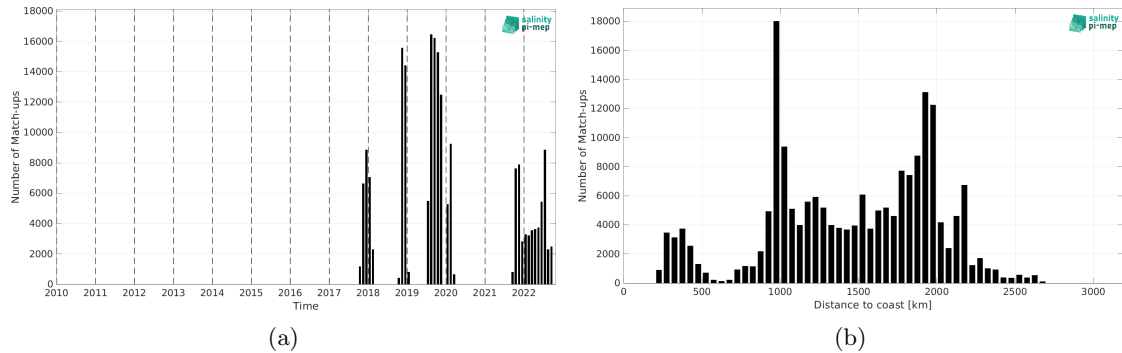 18000
16000
14000
12000
10000
8000
6000
4000
2000
0
Number of Match-ups
2010 2011 2012 2013 2014 2015 2016 2017 2018 2019 2020 2021 2022
Time
salinity
pi-mep
(a)
18000
16000
14000
12000
10000
8000
6000
4000
2000
0
Number of Match-ups
0 500 1000 1500 2000 2500 3000
Distance to coast [km]
salinity
pi-mep
(b)